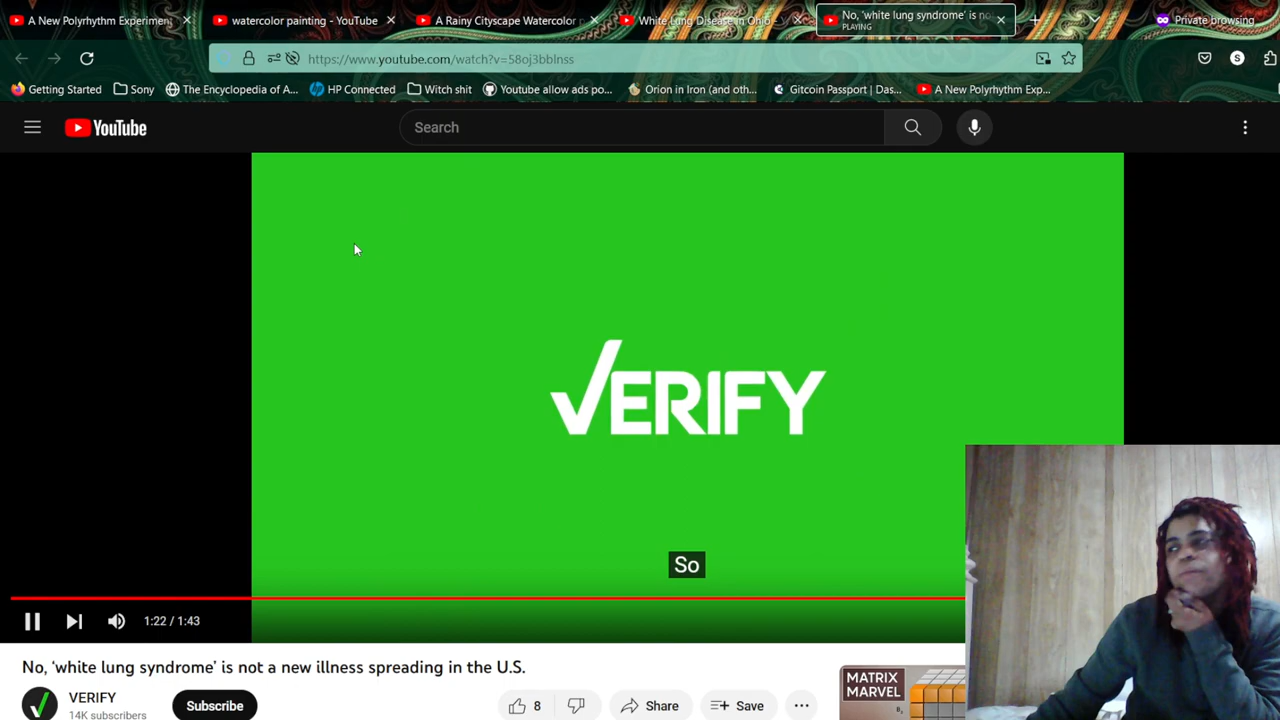 A New Polyrhythm Experiment
watercolor painting - YouTube
A Rainy Cityscape Watercolor p
White Lung Disease in Ohio
No, ‘white lung syndrome’ is no
PLAYING
Private browsing
https://www.youtube.com/watch?v=58oj3bblnss
S
Getting Started
Sony
The Encyclopedia of A...
HP Connected
Witch shit
Youtube allow ads po...
Orion in Iron (and oth...
Gitcoin Passport | Das...
A New Polyrhythm Exp...
YouTube
Search
VERIFY
So
1:22 / 1:43
No, ‘white lung syndrome’ is not a new illness spreading in the U.S.
VERIFY
14K subscribers
Subscribe
8
Share
Save
MATRIX
MARVEL